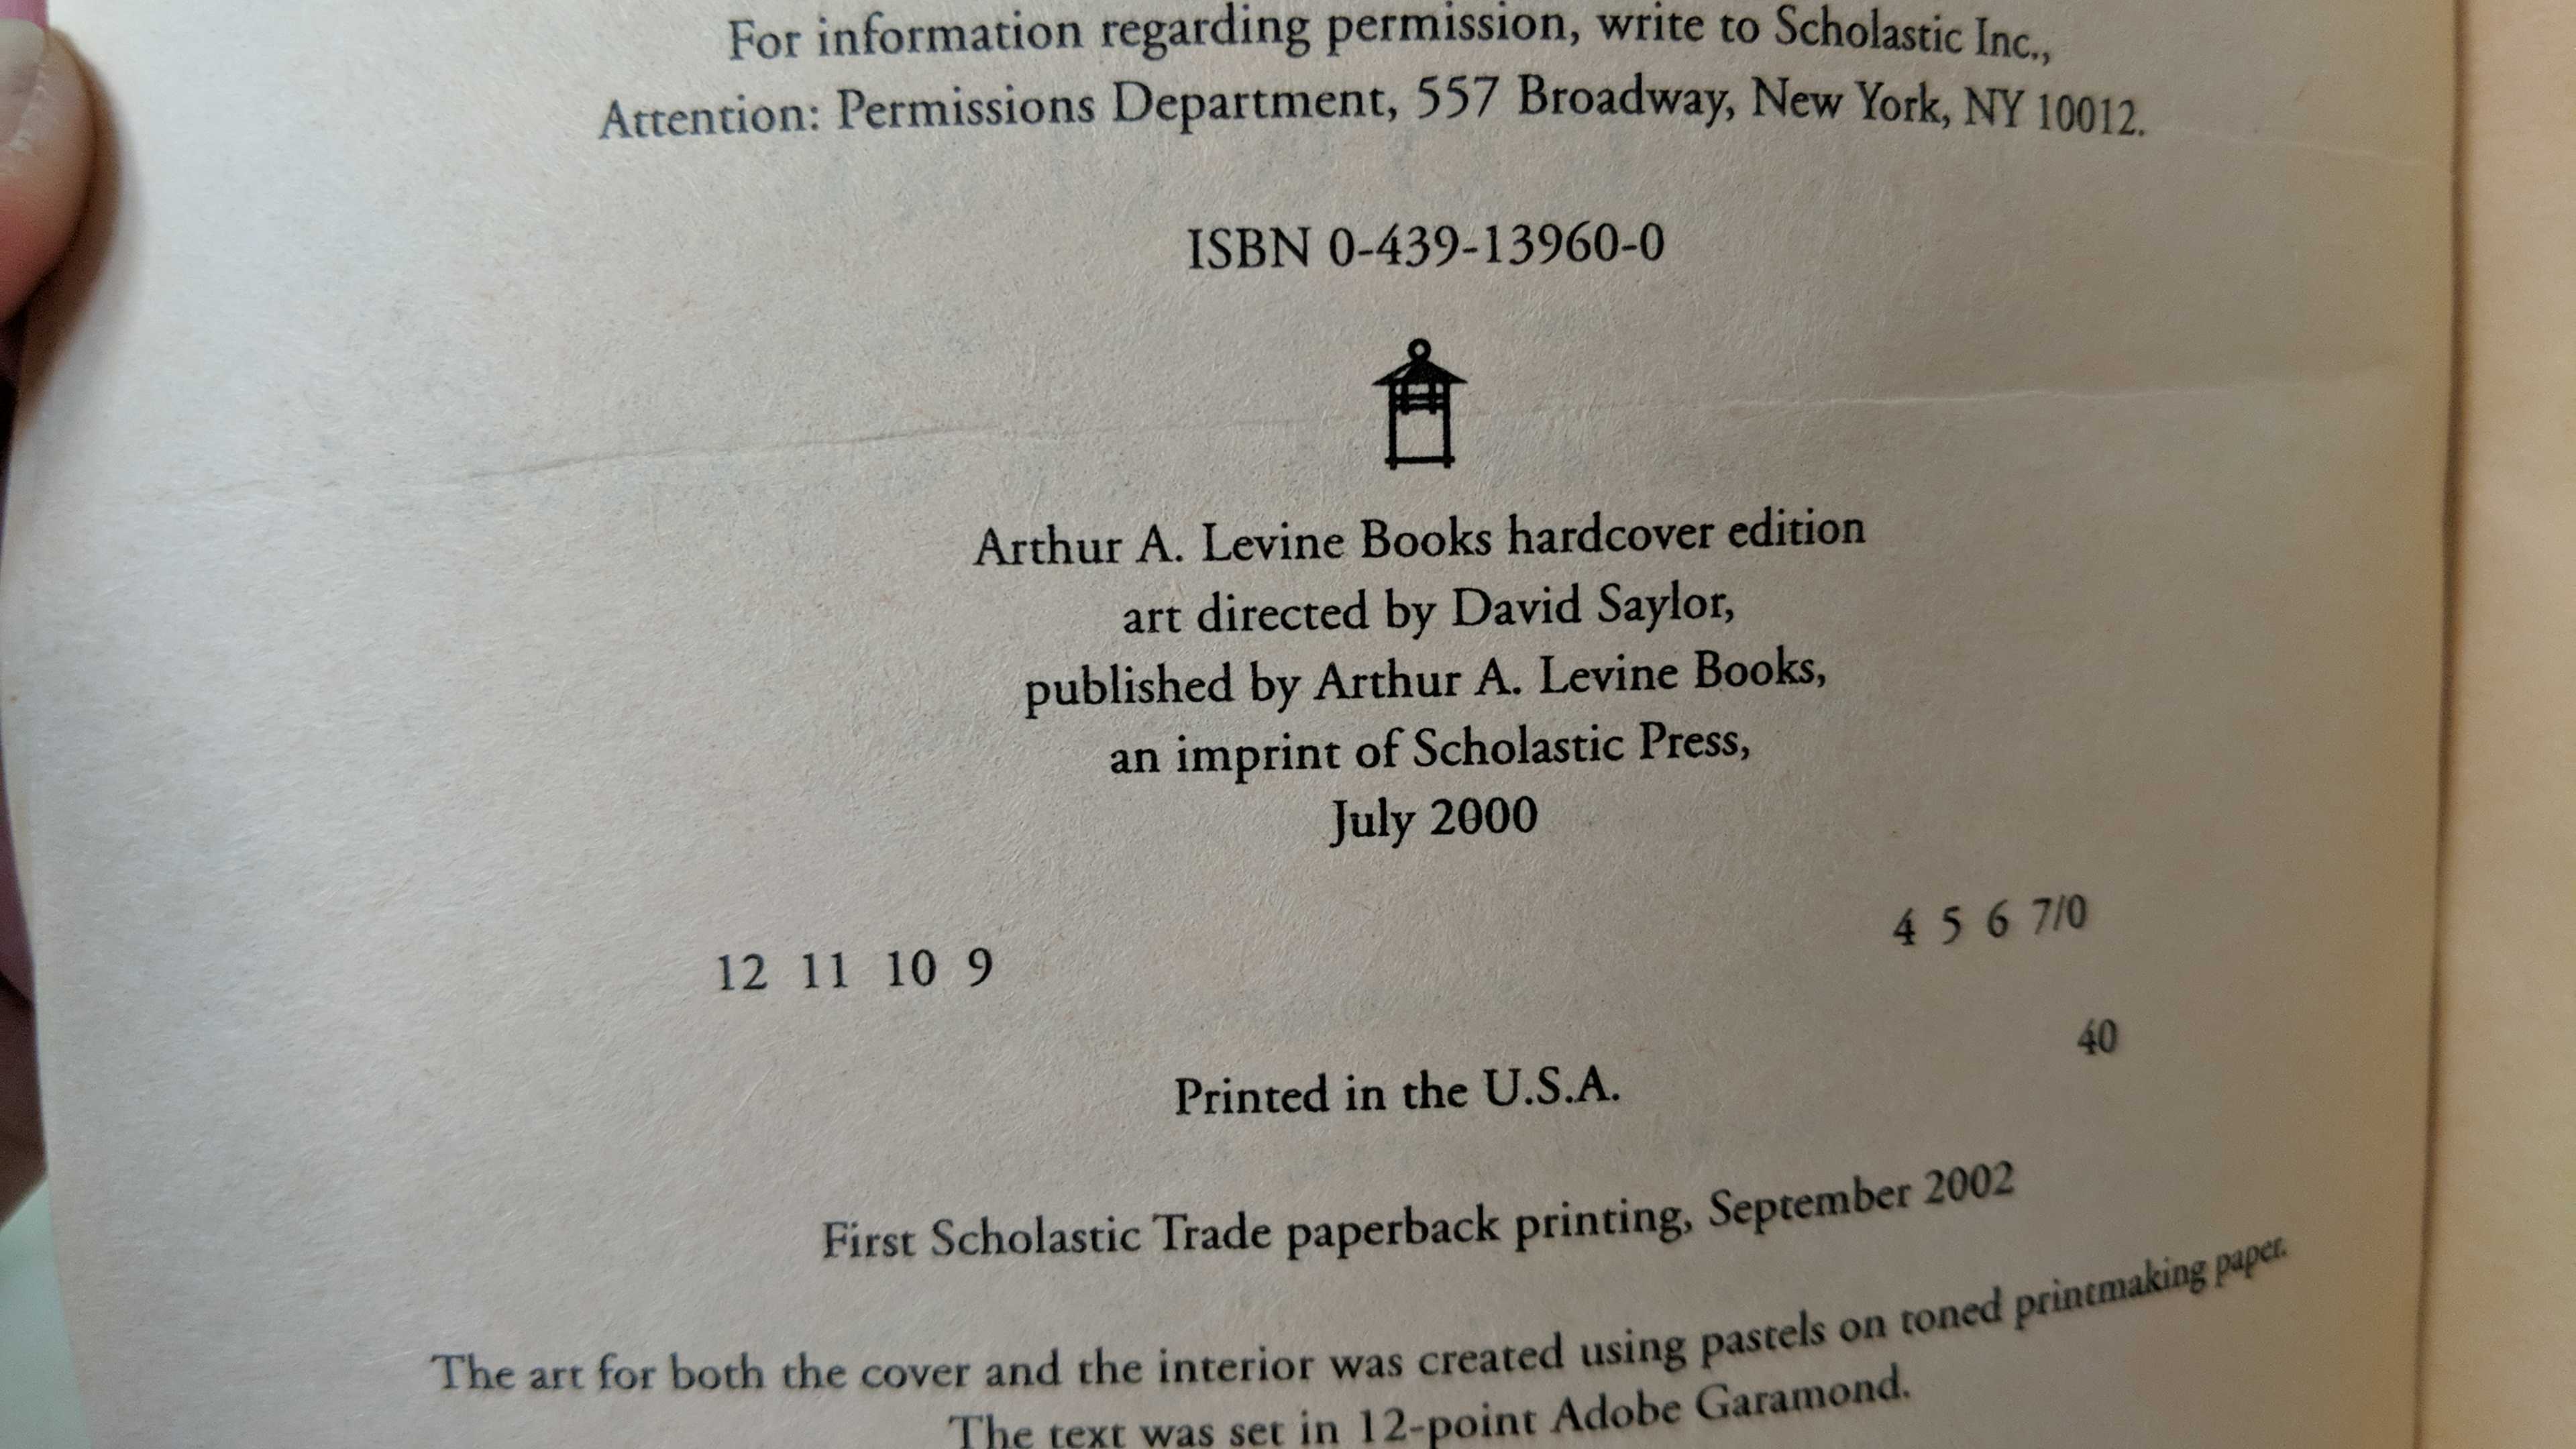 For information regarding permission, write to Scholastic Inc.,
Attention: Permissions Department, 557 Broadway, New York, NY 10012.
ISBN 0-439-13960-0
Arthur A. Levine Books hardcover edition
art directed by David Saylor,
published by Arthur A. Levine Books,
an imprint of Scholastic Press,
July 2000
12 11 10 9 4 5 6 7/0
40
Printed in the U.S.A.
First Scholastic Trade paperback printing, September 2002
The art for both the cover and the interior was created using pastels on toned printmaking paper.
The text was set in 12-point Adobe Garamond.